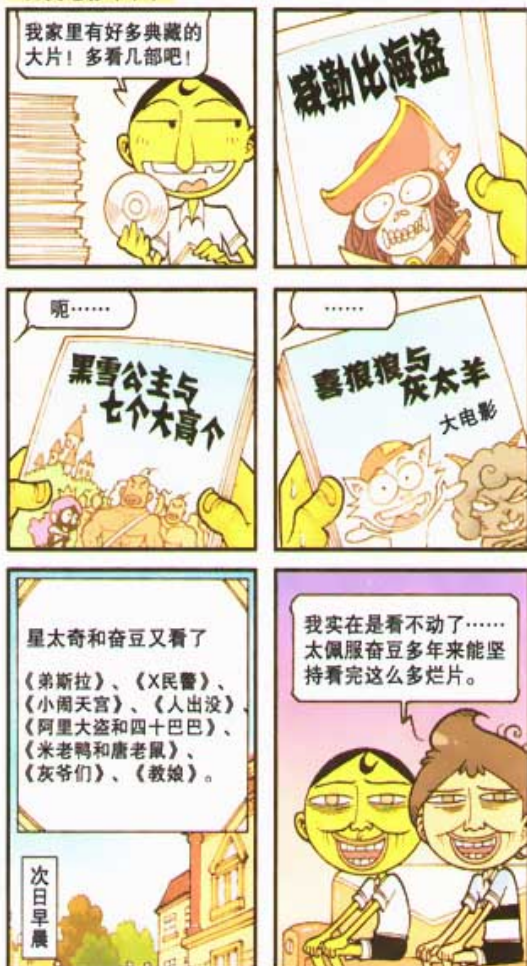 我家里有好多典藏的
大片！多看几部吧！
喊勒比海盗
呃……
黑雪公主与
七个大高个
……
喜狼狼与
灰太羊
大电影
星太奇和奋豆又看了
《弟斯拉》、《X民警》、
《小闹天宫》、《人出没》、
《阿里大盗和四十巴巴》、
《米老鸭和唐老鼠》、
《灰爷们》、《教娘》。
次日早晨
我实在是看不动了……
太佩服奋豆多年来能坚
持看完这么多烂片。